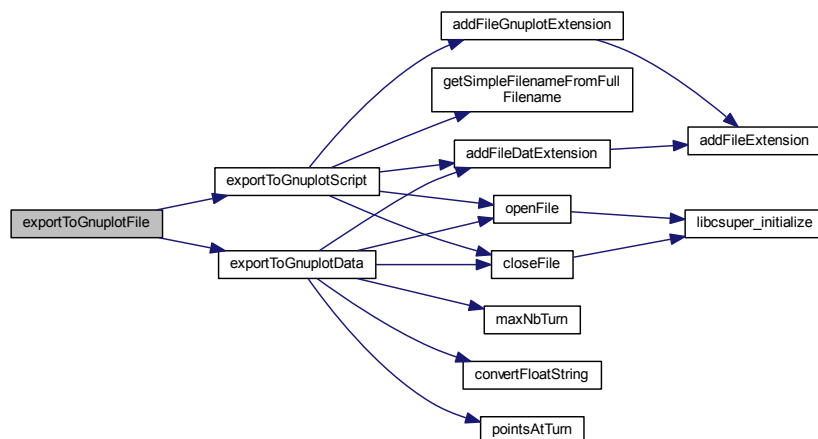 exportToGnuplotFile
exportToGnuplotScript
exportToGnuplotData
addFileGnuplotExtension
getSimpleFilenameFromFull
Filename
addFileDatExtension
openFile
closeFile
maxNbTurn
convertFloatString
pointsAtTurn
addFileExtension
libcsuper_initialize